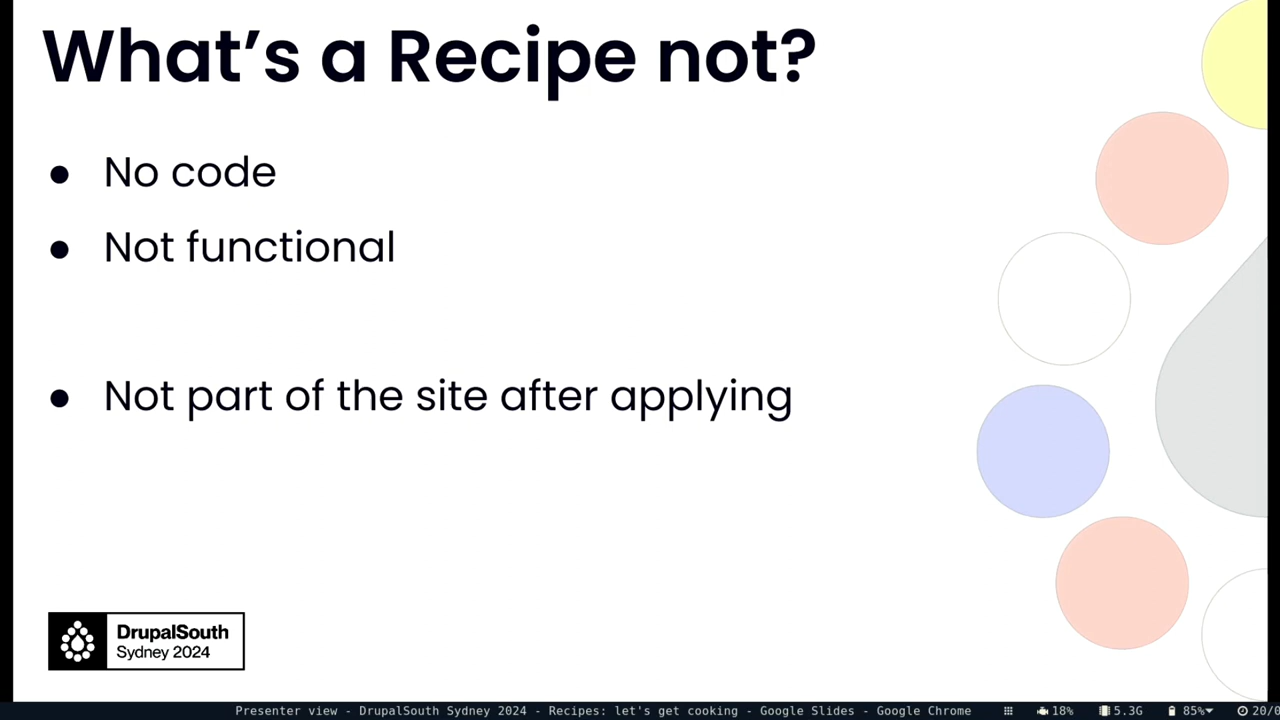 What’s a Recipe not?
● No code
● Not functional
● Not part of the site after applying
DrupalSouth
Sydney 2024
Presenter view - DrupalSouth Sydney 2024 - Recipes: let's get cooking - Google Slides - Google Chrome 18% 5.3G 85%